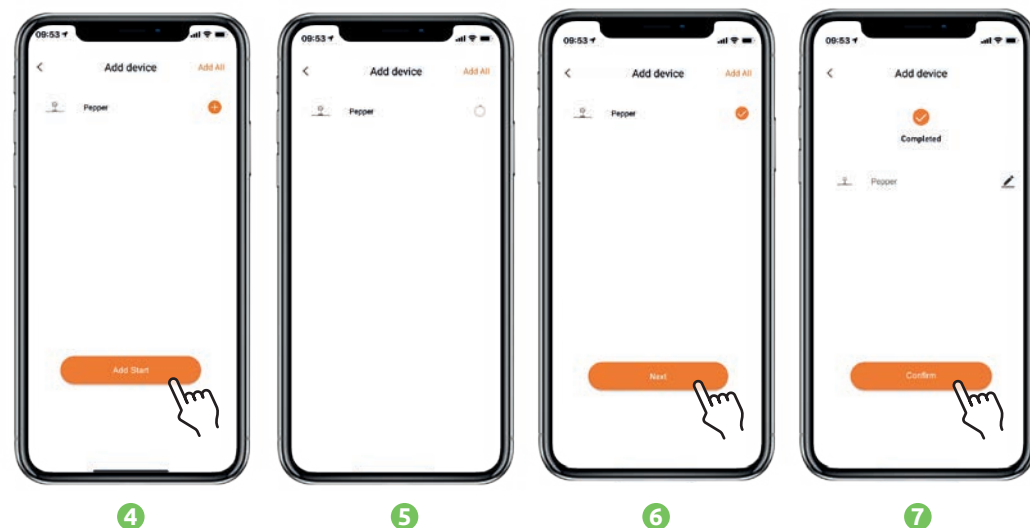 09:53
Add device
Add All
Pepper
Add Start
4
09:53
Add device
Add All
Pepper
5
09:53
Add device
Add All
Pepper
Next
6
09:53
Add device
Completed
Pepper
Confirm
7